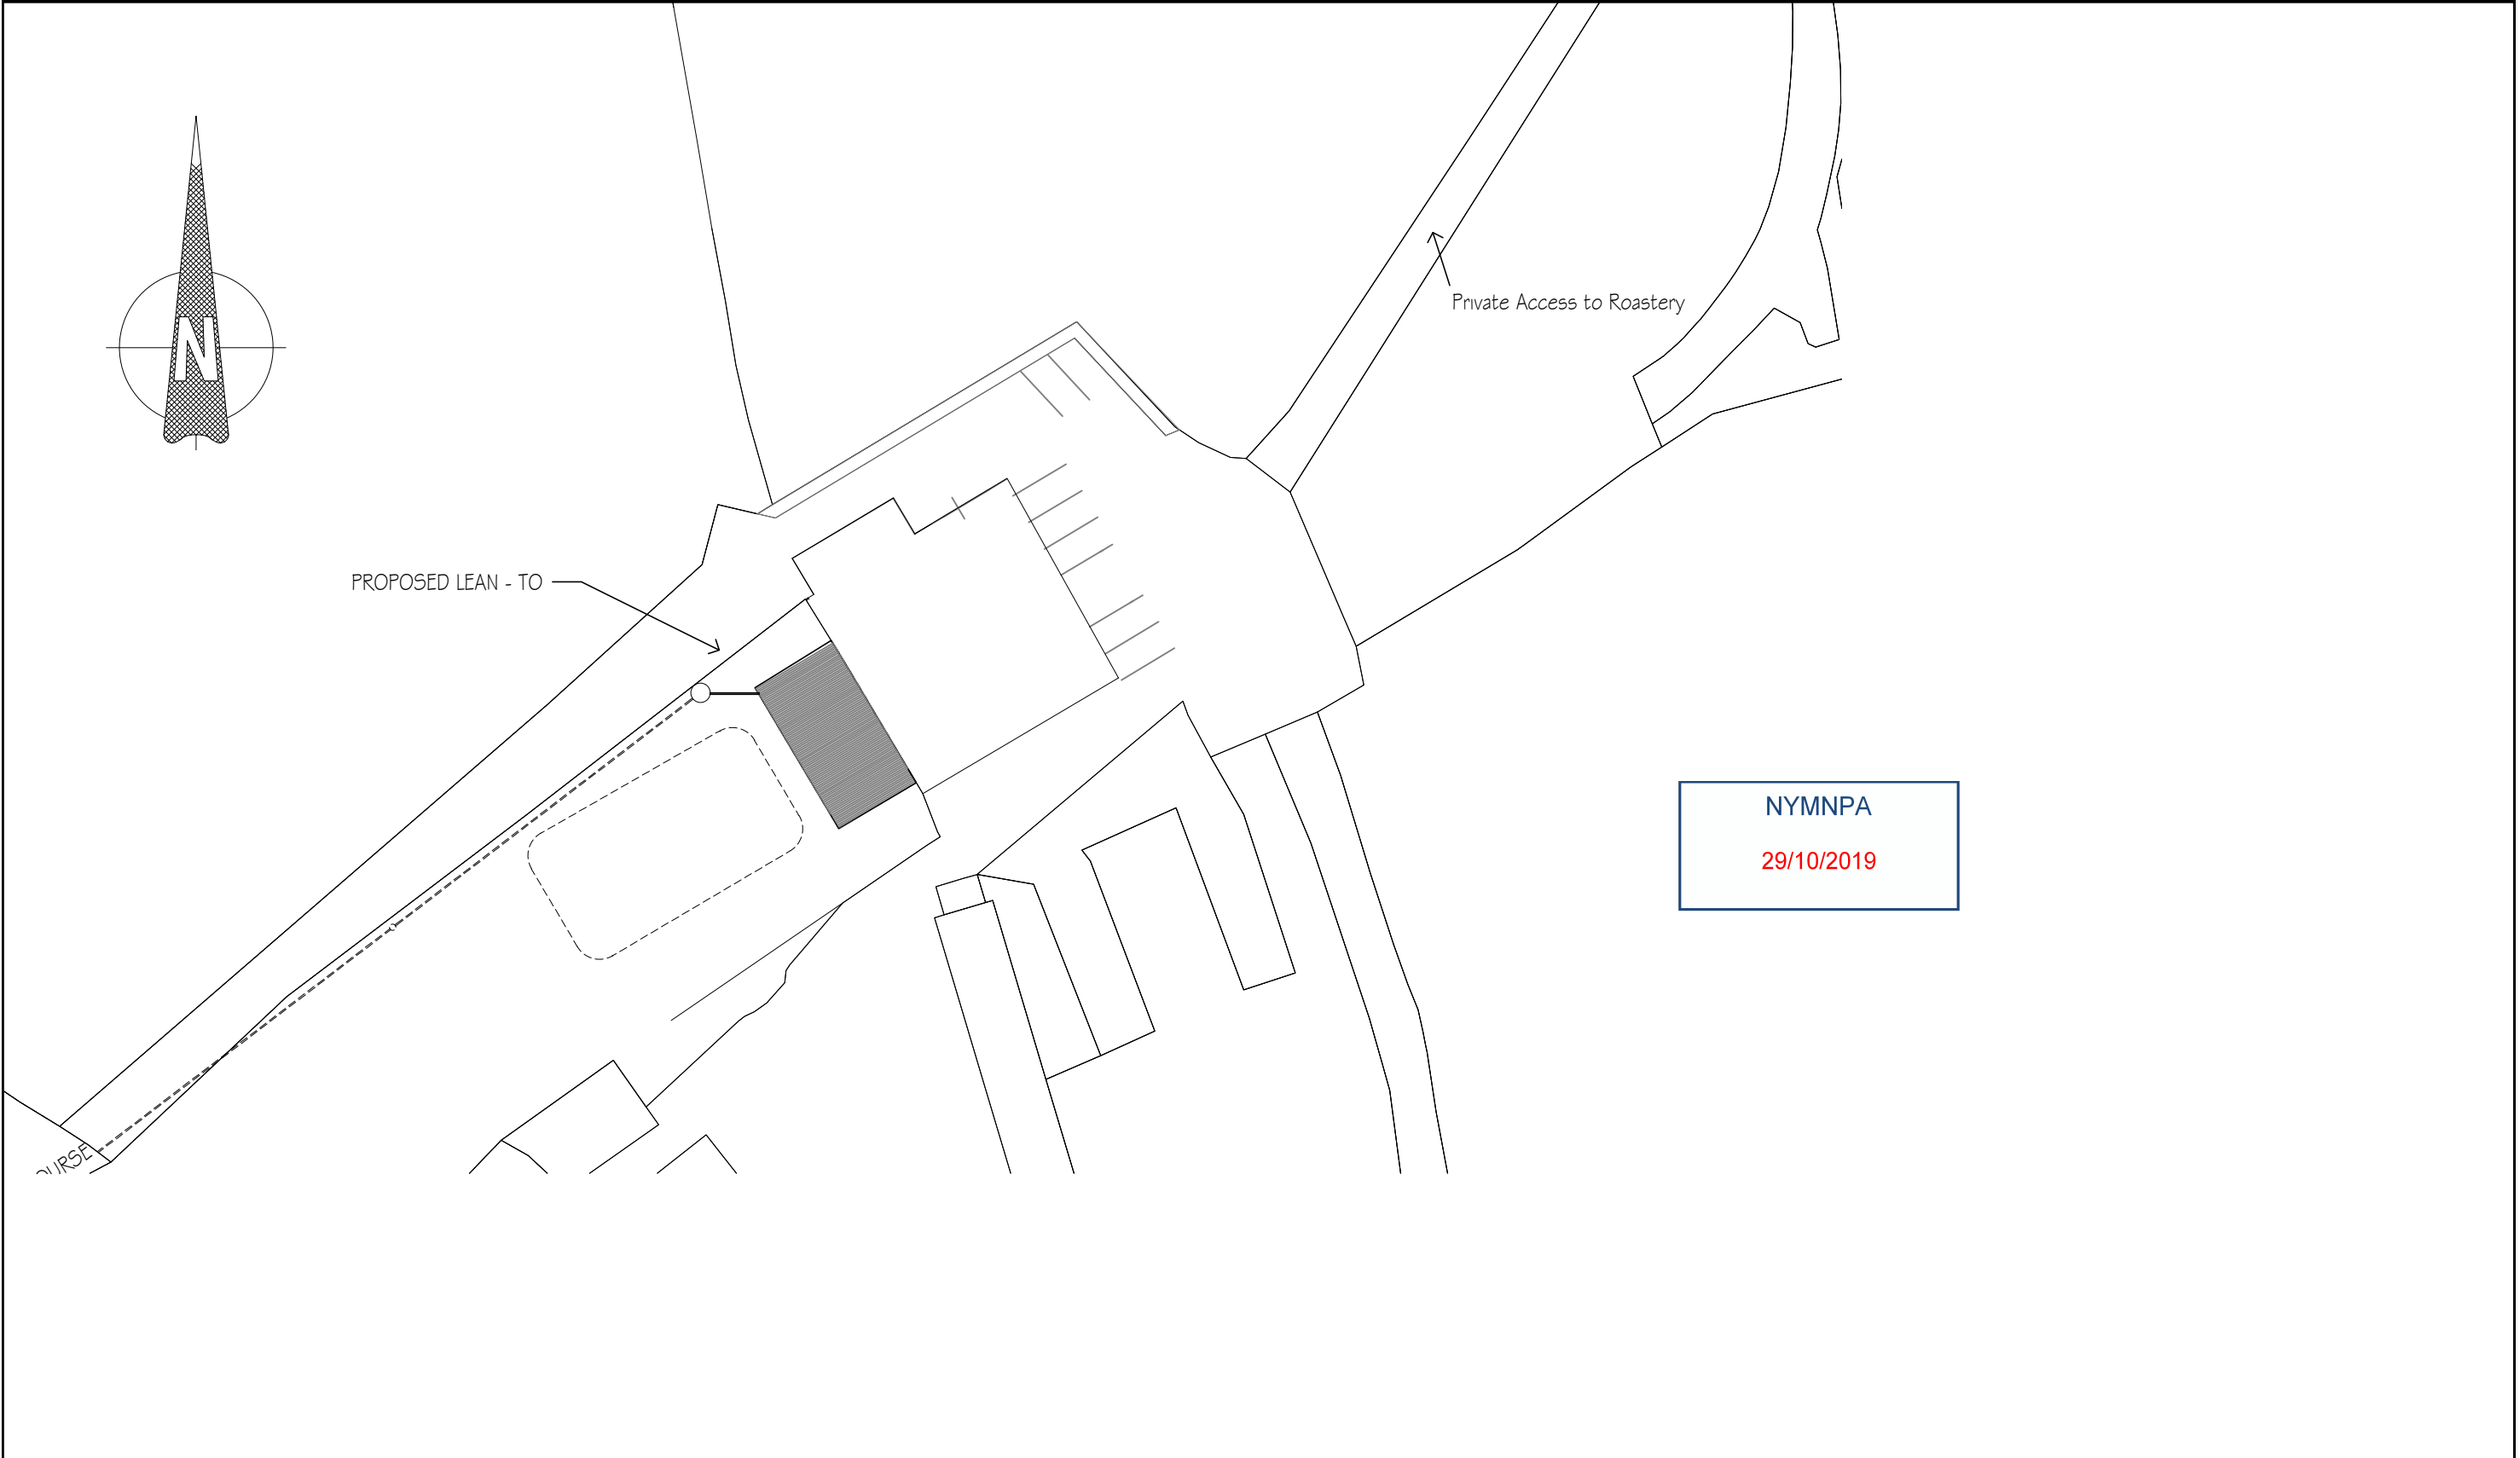 N
Private Access to Roastery
PROPOSED LEAN - TO
NYMNPA
29/10/2019